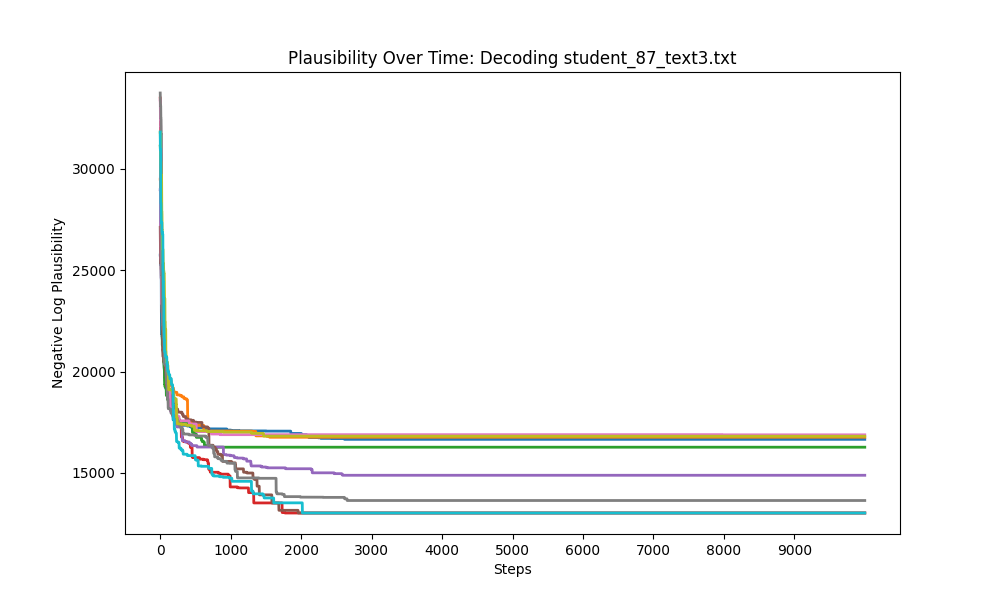 Plausibility Over Time: Decoding student_87_text3.txt
Negative Log Plausibility
30000
25000
20000
15000
0 1000 2000 3000 4000 5000 6000 7000 8000 9000
Steps